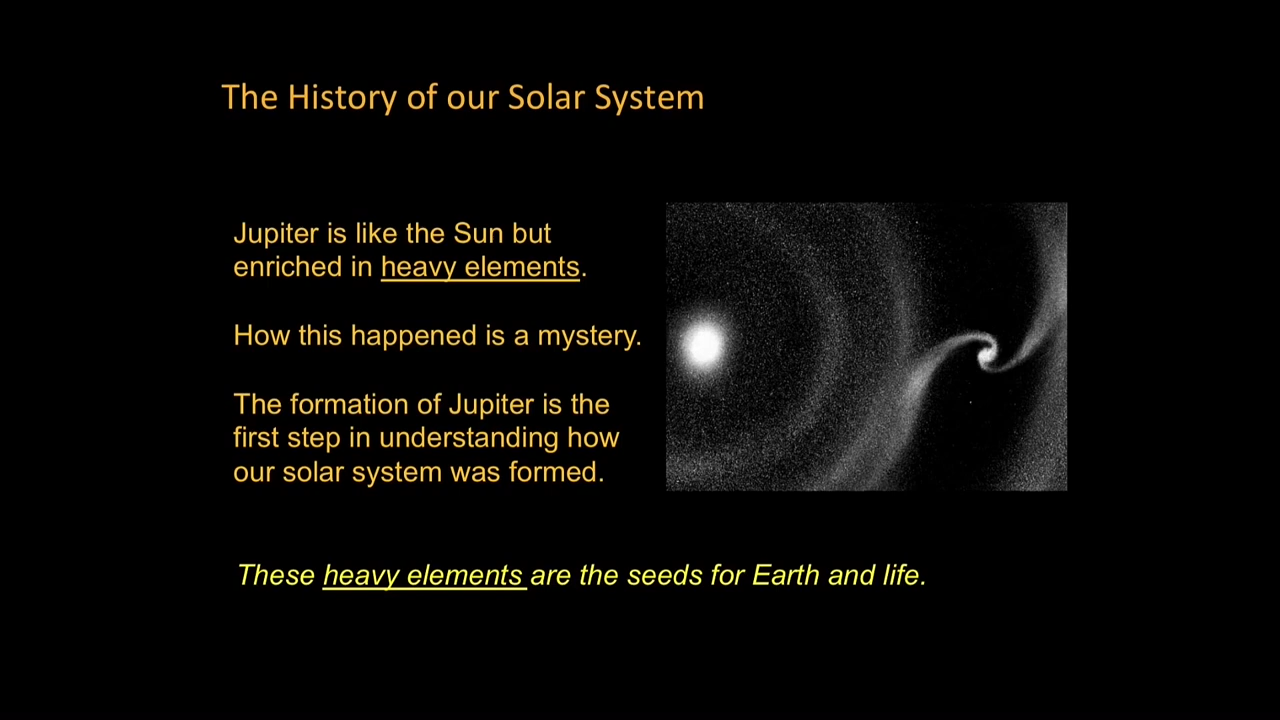 The History of our Solar System
Jupiter is like the Sun but
enriched in heavy elements.
How this happened is a mystery.
The formation of Jupiter is the
first step in understanding how
our solar system was formed.
These heavy elements are the seeds for Earth and life.